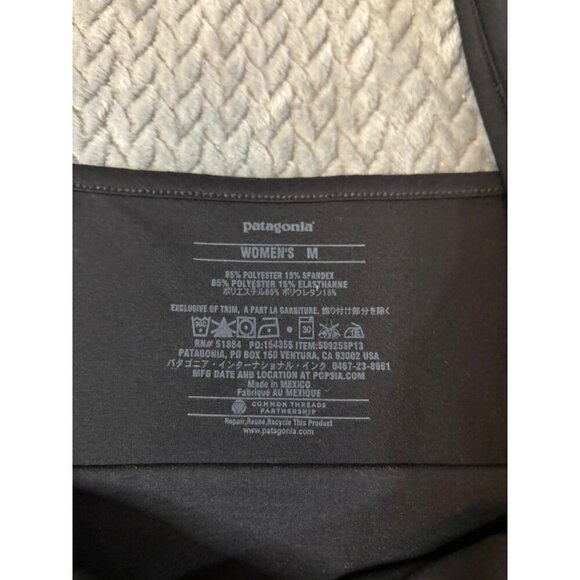 patagonia®
WOMEN'S M
85% POLYESTER 15% SPANDEX
85% POLYESTER 15% ELASTHANNE
ポリエステル85% ポリウレタン15%
EXCLUSIVE OF TRIM, A PART LA GARNITURE, 飾り付け部分を除く
30
RN# 51884 PO:154355 ITEM:58925SP13
PATAGONIA, PO BOX 150 VENTURA, CA 93002 USA
パタゴニア・インターナショナル・インク 0467-23-8961
MFG DATE AND LOCATION AT PCPSIA.COM
Made in MEXICO
Fabriqué AU MEXIQUE
COMMON THREADS
PARTNERSHIP
Repair,Reuse,Recycle This Product
www.patagonia.com